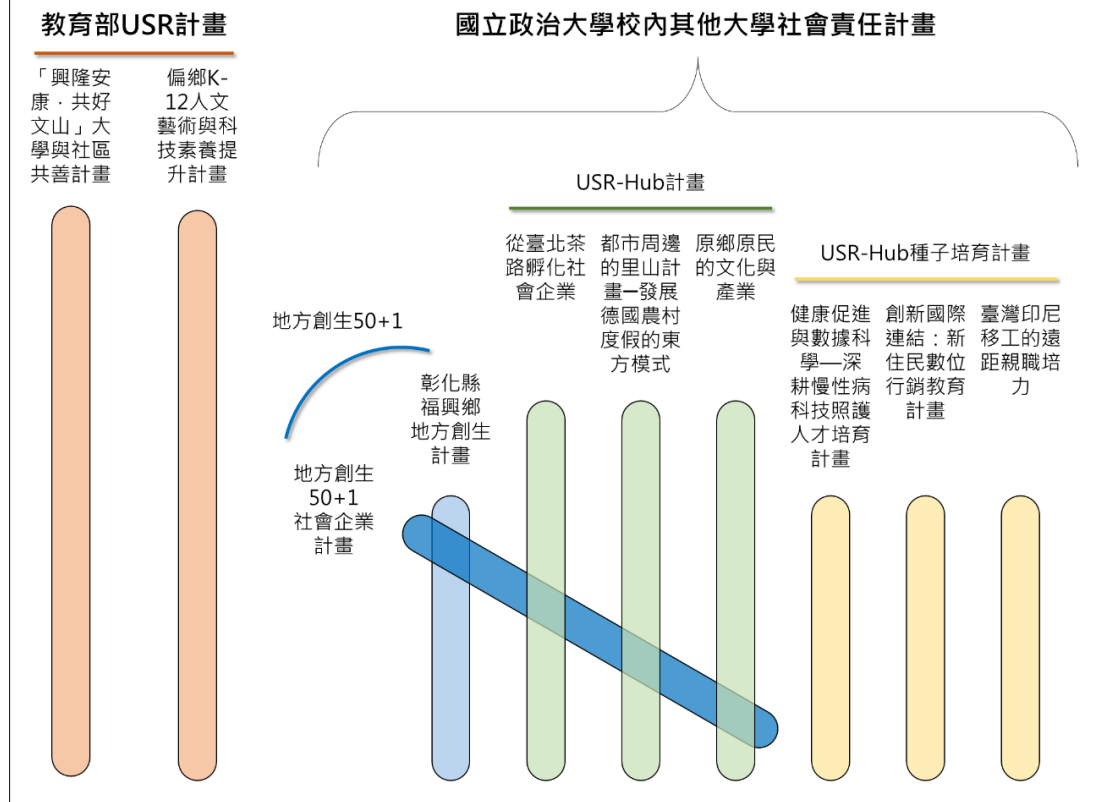 教育部USR計畫
國立政治大學校內其他大學社會責任計畫
「興隆安
康．共好
文山」大
學與社區
共善計畫
偏鄉K-
12人文
藝術與科
技素養提
升計畫
USR-Hub計畫
從臺北茶
路孵化社
會企業
都市周邊
的里山計
畫─發展
德國農村
度假的東
方模式
原鄉原民
的文化與
產業
USR-Hub種子培育計畫
健康促進
與數據科
學—深
耕慢性病
科技照護
人才培育
計畫
創新國際
連結：新
住民數位
行銷教育
計畫
臺灣印尼
移工的遠
距親職培
力
地方創生50+1
彰化縣
福興鄉
地方創生
計畫
地方創生
50+1
社會企業
計畫